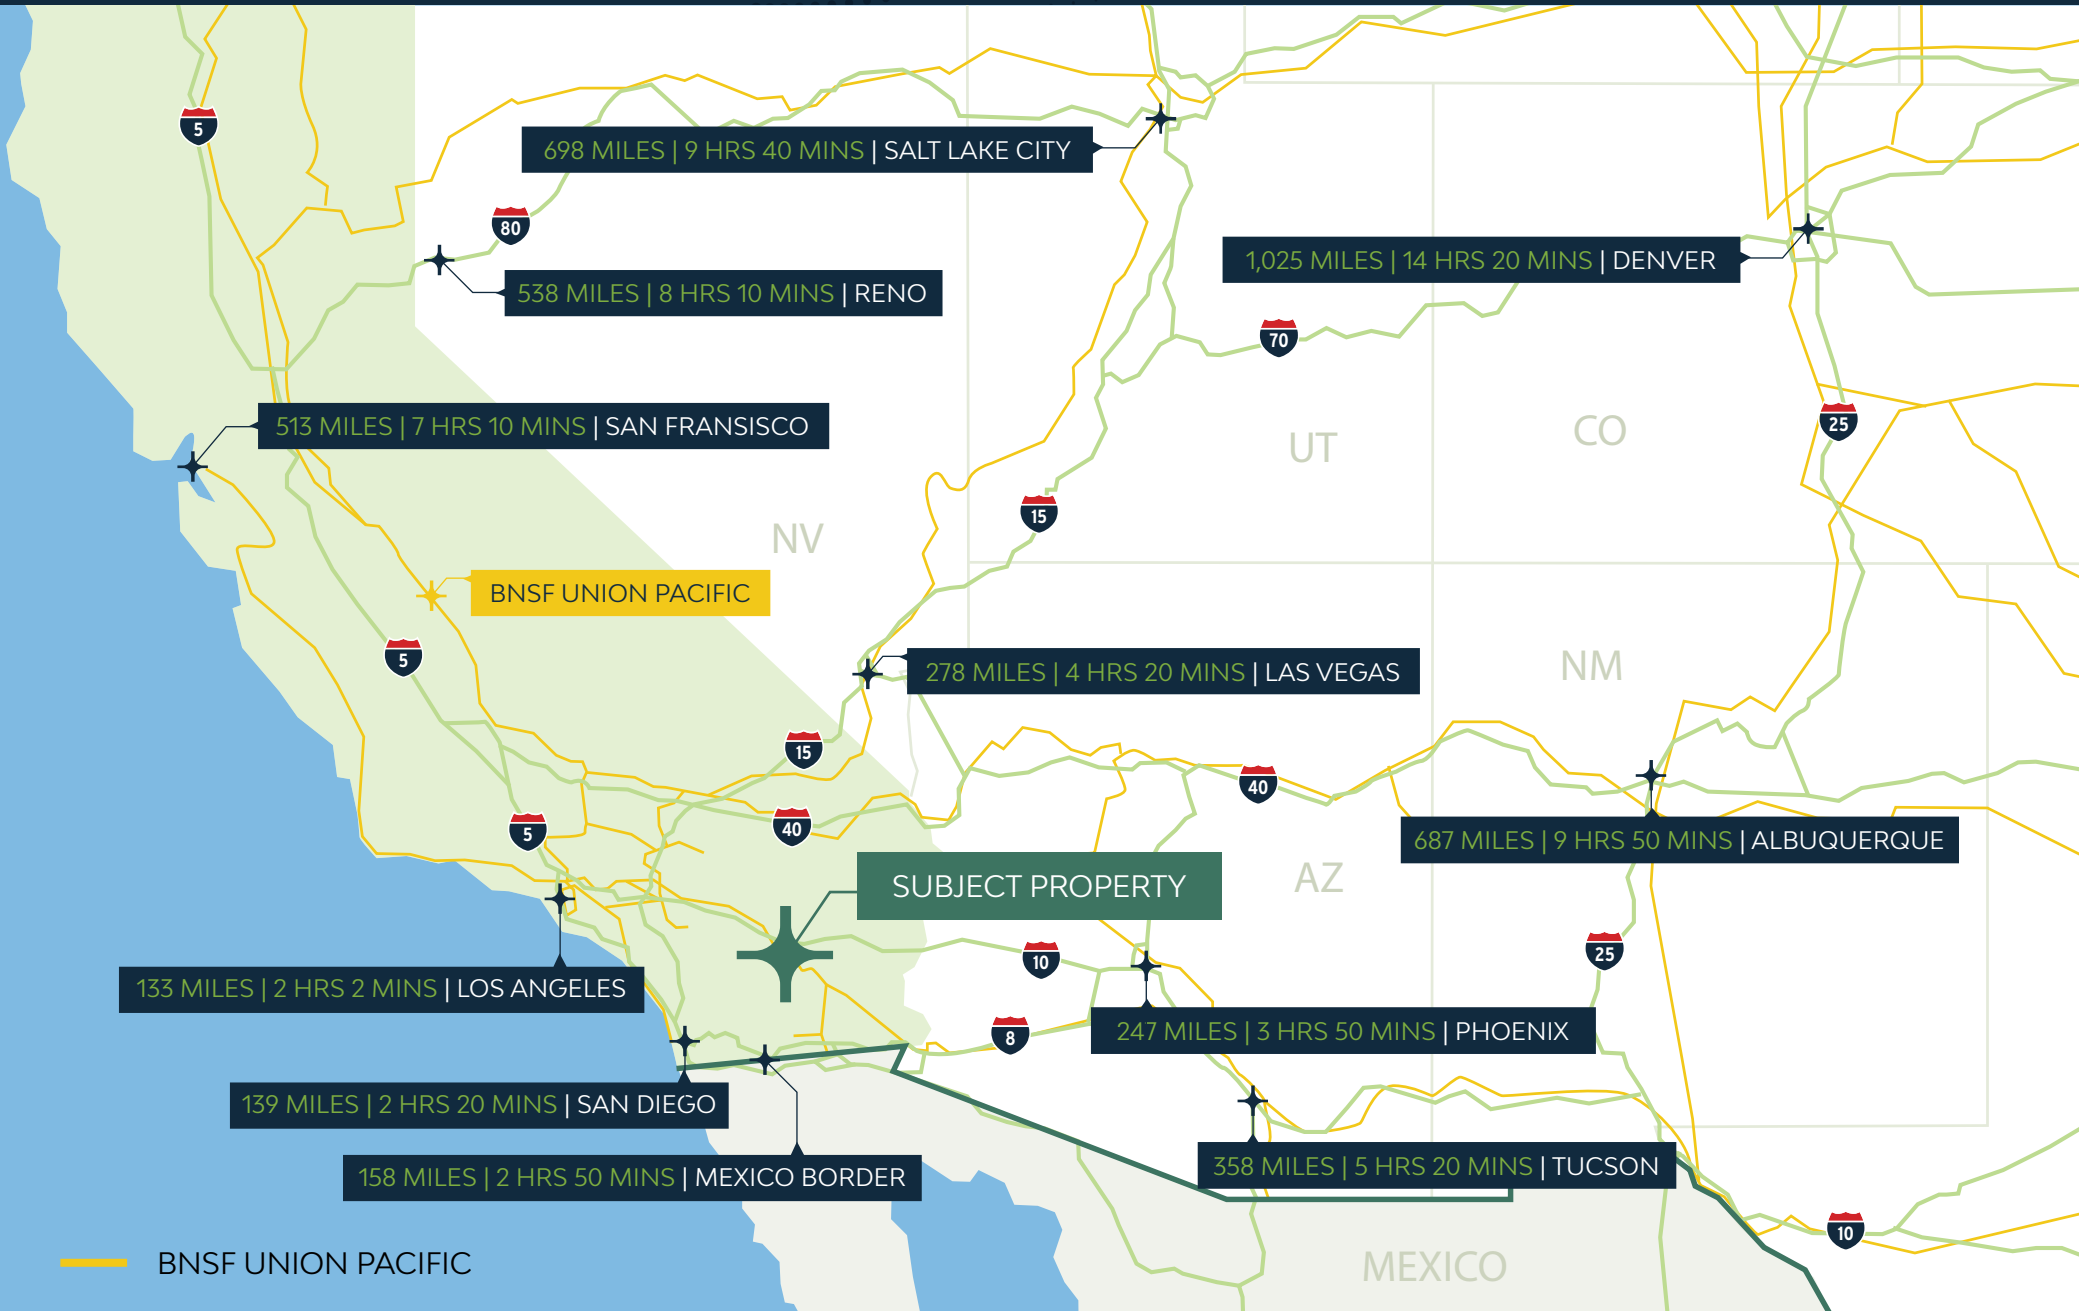 5
698 MILES | 9 HRS 40 MINS | SALT LAKE CITY
80
1,025 MILES | 14 HRS 20 MINS | DENVER
538 MILES | 8 HRS 10 MINS | RENO
70
513 MILES | 7 HRS 10 MINS | SAN FRANSISCO
25
UT
CO
15
NV
BNSF UNION PACIFIC
5
278 MILES | 4 HRS 20 MINS | LAS VEGAS
NM
15
40
5
40
687 MILES | 9 HRS 50 MINS | ALBUQUERQUE
SUBJECT PROPERTY
AZ
10
25
133 MILES | 2 HRS 2 MINS | LOS ANGELES
8
247 MILES | 3 HRS 50 MINS | PHOENIX
139 MILES | 2 HRS 20 MINS | SAN DIEGO
358 MILES | 5 HRS 20 MINS | TUCSON
158 MILES | 2 HRS 50 MINS | MEXICO BORDER
10
BNSF UNION PACIFIC
MEXICO